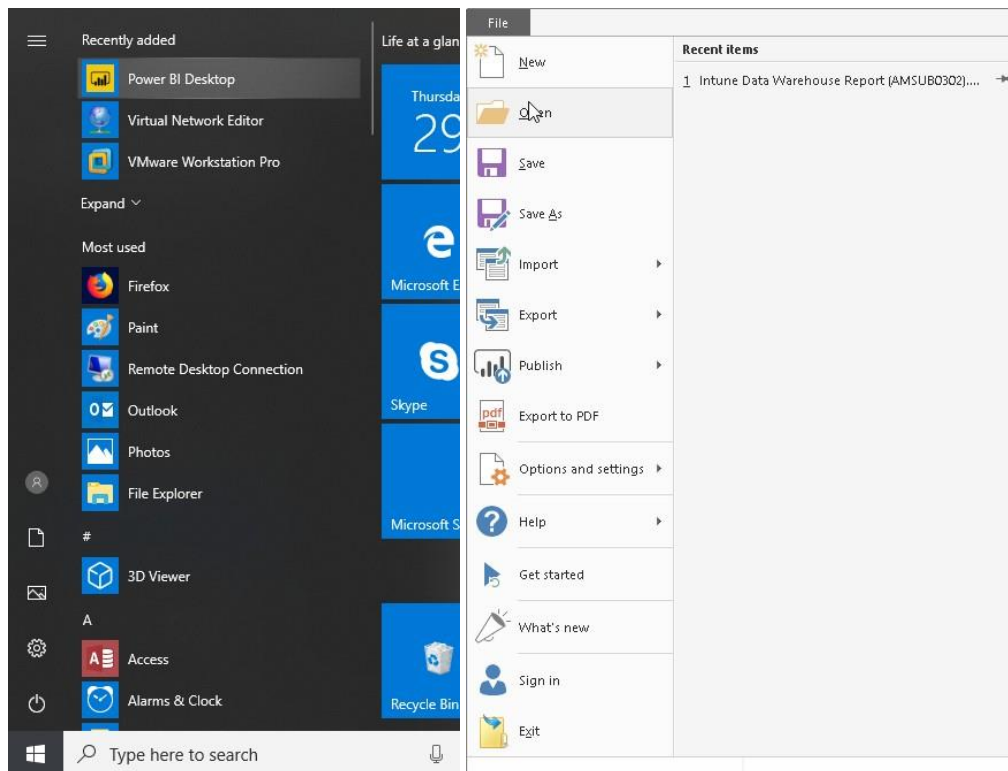 Recently added
Life at a glan
Power BI Desktop
Virtual Network Editor
VMware Workstation Pro
Expand
Thursda
29
Most used
Firefox
Microsoft E
Paint
Remote Desktop Connection
Outlook
Skype
Photos
File Explorer
Microsoft S
#
3D Viewer
A
Access
Alarms & Clock
Recycle Bin
Type here to search
File
New
Open
Save
Save As
Import
Export
Publish
pdf
Export to PDF
Options and settings
Help
Get started
What's new
Sign in
Exit
Recent items
1 Intune Data Warehouse Report (AMSUB0302)....